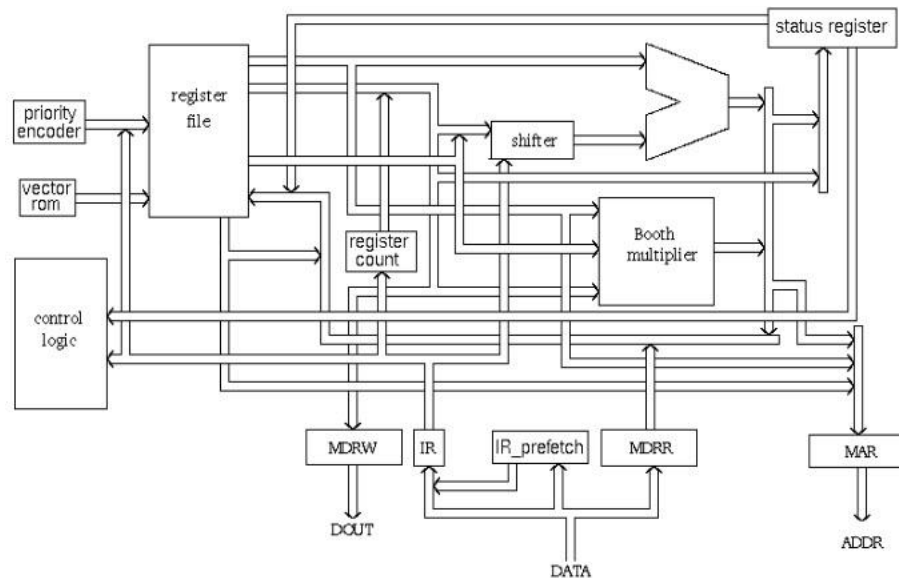 status register
register
file
priority
encoder
shifter
vector
rom
register
count
Booth
multiplier
control
logic
MDRW
IR
IR_prefetch
MDRR
MAR
DOUT
DATA
ADDR